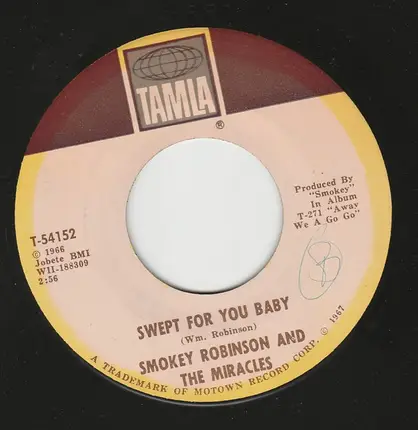 TAMLA
®
T-54152
© 1966
Jobete BMI
W11-188309
2:56
Produced By
"Smokey"
In Album
T-271 "Away
We A Go Go"
SWEPT FOR YOU BABY
(Wm. Robinson)
SMOKEY ROBINSON AND
THE MIRACLES
A TRADEMARK OF MOTOWN RECORD CORP. © 1967